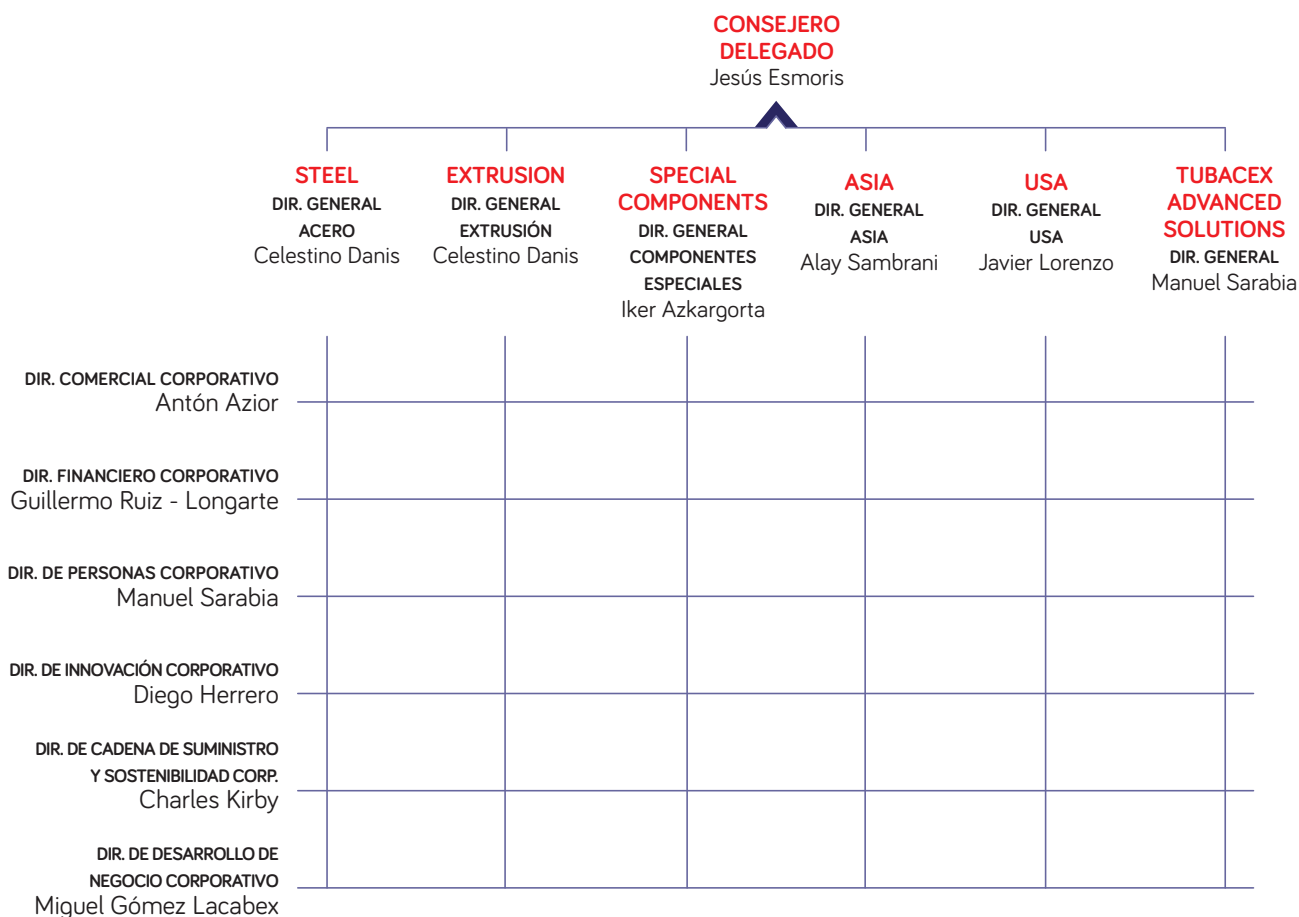 CONSEJERO
DELEGADO
Jesús Esmoris
STEEL
DIR. GENERAL
ACERO
Celestino Danis
EXTRUSION
DIR. GENERAL
EXTRUSIÓN
Celestino Danis
SPECIAL
COMPONENTS
DIR. GENERAL
COMPONENTES
ESPECIALES
Iker Azkargorta
ASIA
DIR. GENERAL
ASIA
Alay Sambrani
USA
DIR. GENERAL
USA
Javier Lorenzo
TUBACEX
ADVANCED
SOLUTIONS
DIR. GENERAL
Manuel Sarabia
DIR. COMERCIAL CORPORATIVO
Antón Azior
DIR. FINANCIERO CORPORATIVO
Guillermo Ruiz - Longarte
DIR. DE PERSONAS CORPORATIVO
Manuel Sarabia
DIR. DE INNOVACIÓN CORPORATIVO
Diego Herrero
DIR. DE CADENA DE SUMINISTRO
Y SOSTENIBILIDAD CORP.
Charles Kirby
DIR. DE DESARROLLO DE
NEGOCIO CORPORATIVO
Miguel Gómez Lacabex